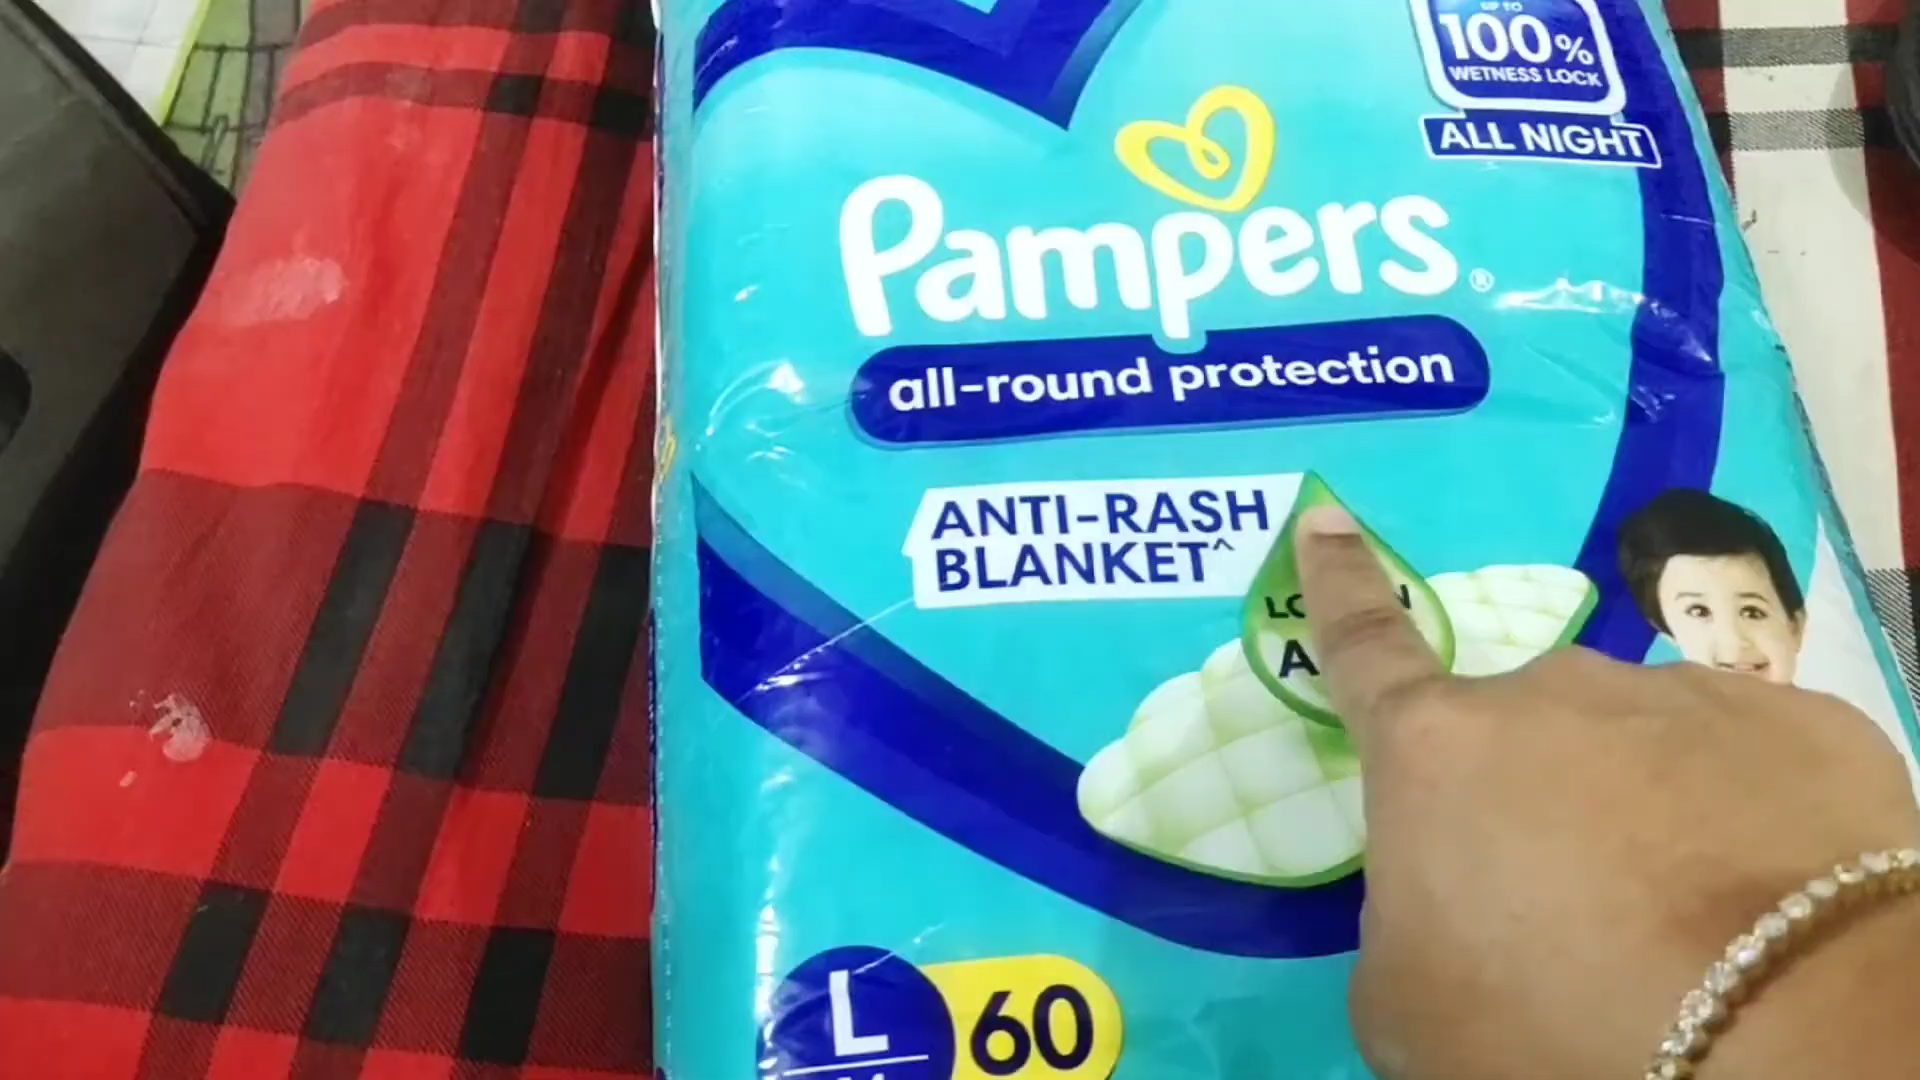 UP TO
100%
WETNESS LOCK
ALL NIGHT
Pampers®
all-round protection
ANTI-RASH
BLANKET^
L
60